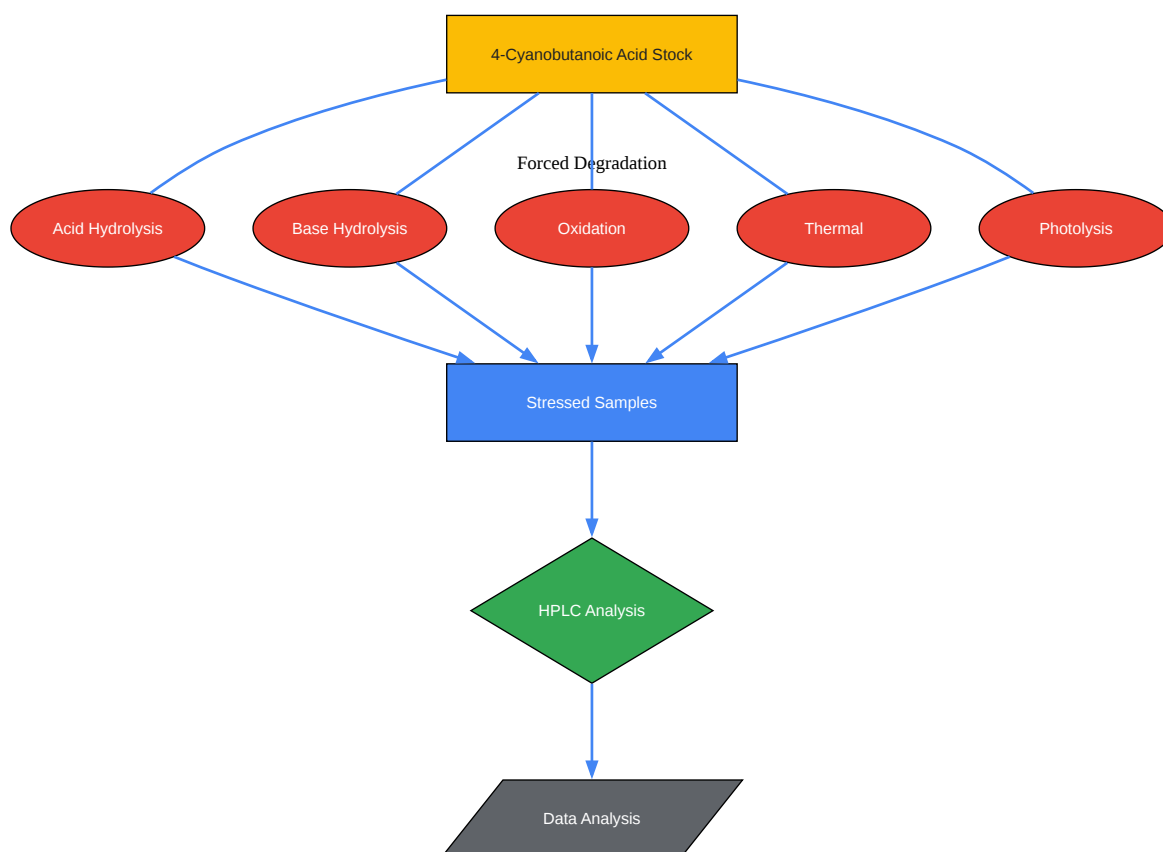 4-Cyanobutanoic Acid Stock
Forced Degradation
Acid Hydrolysis
Base Hydrolysis
Oxidation
Thermal
Photolysis
Stressed Samples
HPLC Analysis
Data Analysis